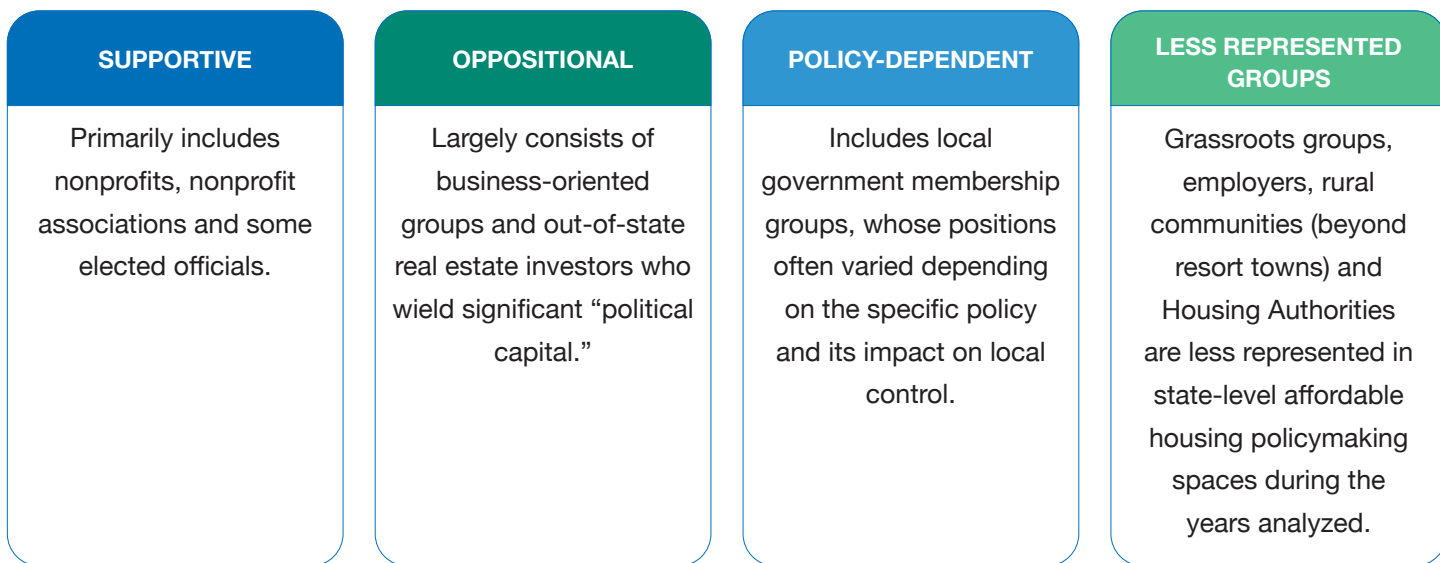 SUPPORTIVE
Primarily includes
nonprofits, nonprofit
associations and some
elected officials.
OPPOSITIONAL
Largely consists of
business-oriented
groups and out-of-state
real estate investors who
wield significant “political
capital.”
POLICY-DEPENDENT
Includes local
government membership
groups, whose positions
often varied depending
on the specific policy
and its impact on local
control.
LESS REPRESENTED
GROUPS
Grassroots groups,
employers, rural
communities (beyond
resort towns) and
Housing Authorities
are less represented in
state-level affordable
housing policymaking
spaces during the
years analyzed.